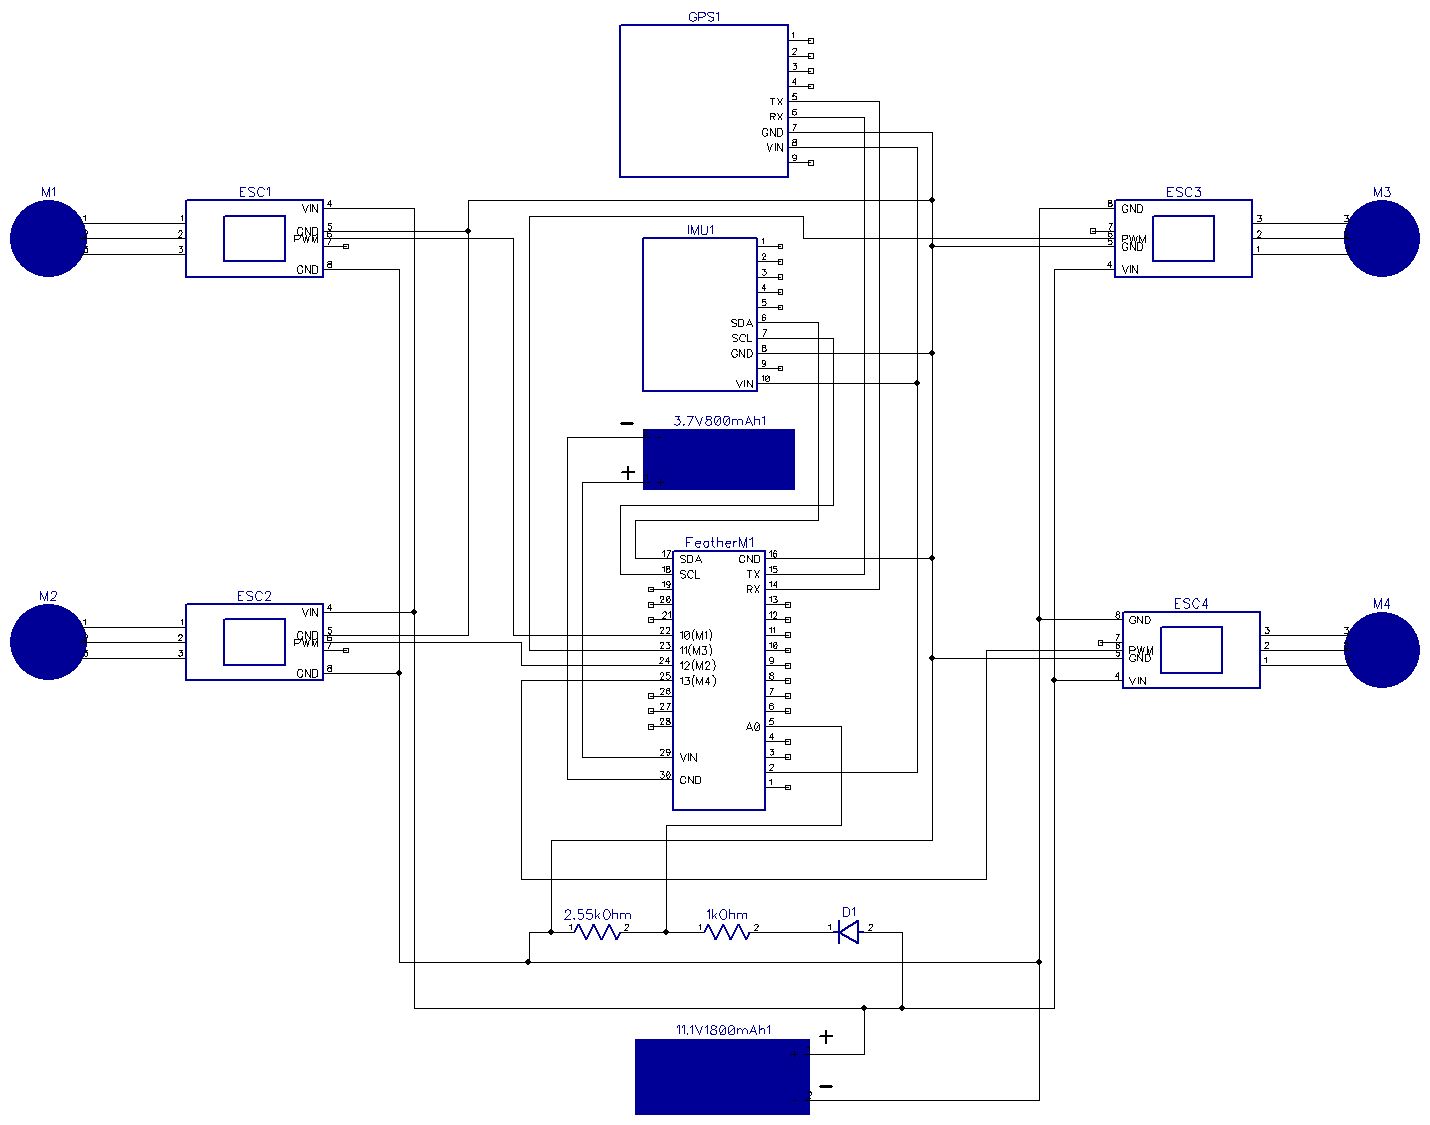 GPS1
1
2
3
4
TX 5
RX 6
GND 7
VIN 8
9
M1
1
2
3
ESC1
1
2
3
VIN 4
GND 5
PWM 6
7
GND 8
ESC3
8 GND
7
6 PWM
5 GND
4 VIN
3
2
1
M3
3
IMU1
1
2
3
4
5
SDA 6
SCL 7
GND 8
9
VIN 10
3.7V800mAh1
-
+
FeatherM1
17 SDA
18 SCL
19
20
21
22 10(M1)
23 11(M3)
24 12(M2)
25 13(M4)
26
27
28
29 VIN
30 GND
GND 16
TX 15
RX 14
13
12
11
10
9
8
7
6
A0 5
4
3
2
1
M2
1
2
3
ESC2
1
2
3
VIN 4
GND 5
PWM 6
7
GND 8
ESC4
8 GND
7
6 PWM
5 GND
4 VIN
3
2
1
M4
3
2.55kOhm
1 2
1kOhm
1 2
D1
1 2
11.1V1800mAh1
+
-